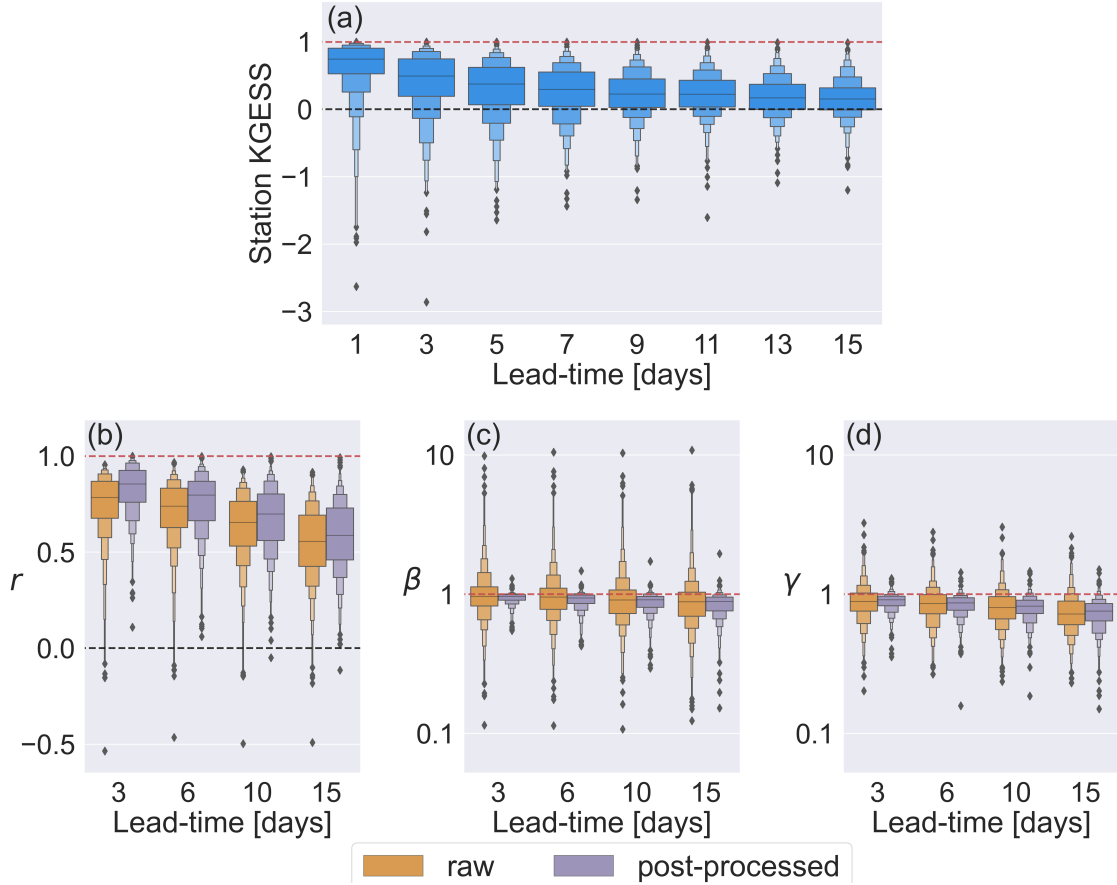 (a)
Station KGESS
1
0
−1
−2
−3
1 3 5 7 9 11 13 15
Lead-time [days]
(b)
r
1.0
0.5
0.0
−0.5
3 6 10 15
Lead-time [days]
(c)
β
10
1
0.1
3 6 10 15
Lead-time [days]
(d)
γ
10
1
0.1
3 6 10 15
Lead-time [days]
raw post-processed